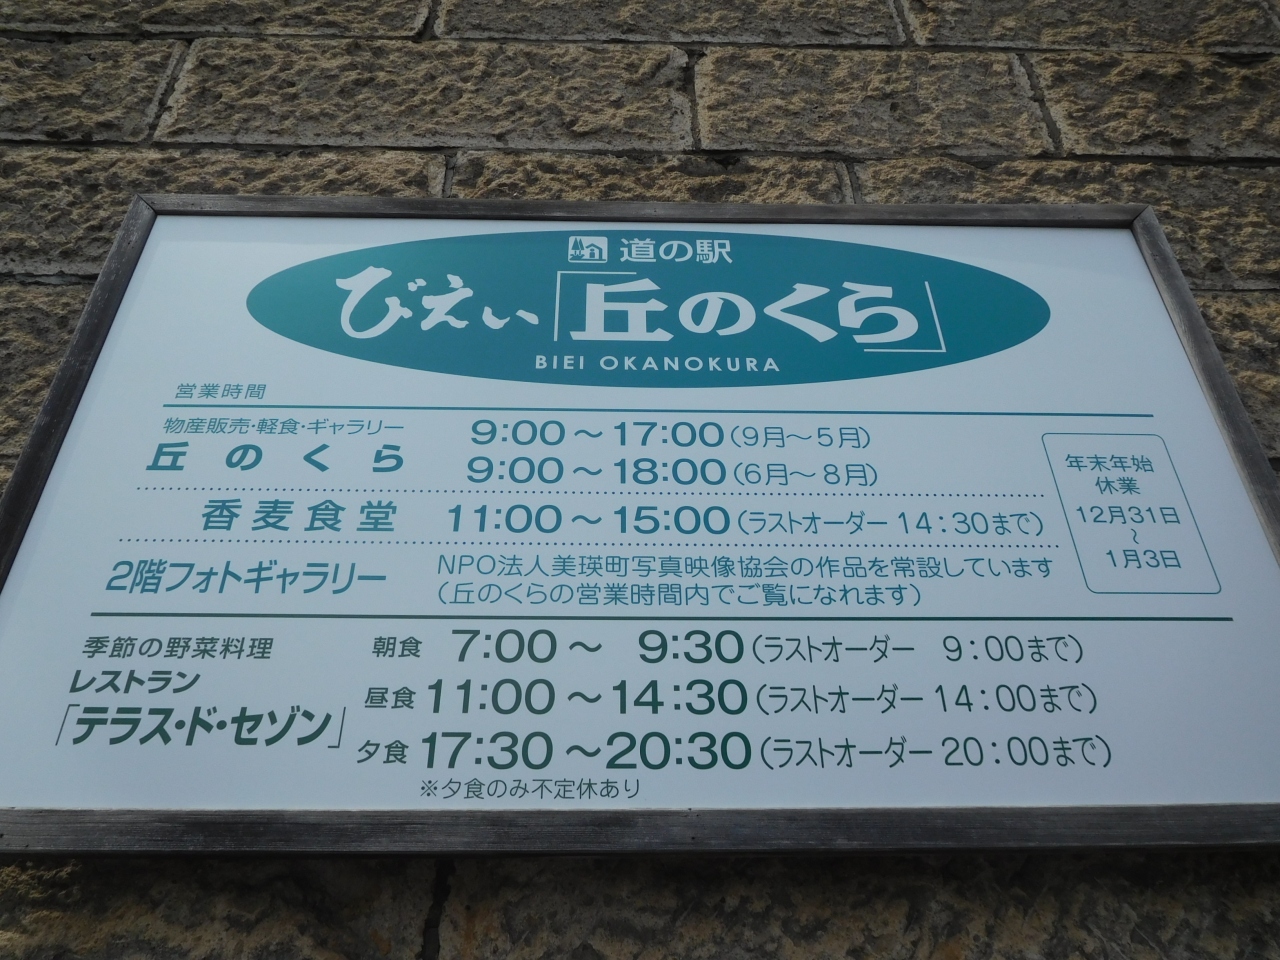 道の駅
びえい「丘のくら」
BIEI OKANOKURA
営業時間
物産販売・軽食・ギャラリー
丘のくら
9:00～17:00(9月～5月)
9:00～18:00(6月～8月)
香麦食堂 11:00～15:00(ラストオーダー 14:30まで)
2階フォトギャラリー
NPO法人美瑛町写真映像協会の作品を常設しています
(丘のくらの営業時間内でご覧になれます)
年末年始
休業
12月31日
～
1月3日
季節の野菜料理
レストラン
「テラス・ド・セゾン」
朝食 7:00～ 9:30(ラストオーダー 9:00まで)
昼食 11:00～14:30(ラストオーダー 14:00まで)
夕食 17:30～20:30(ラストオーダー 20:00まで)
※夕食のみ不定休あり